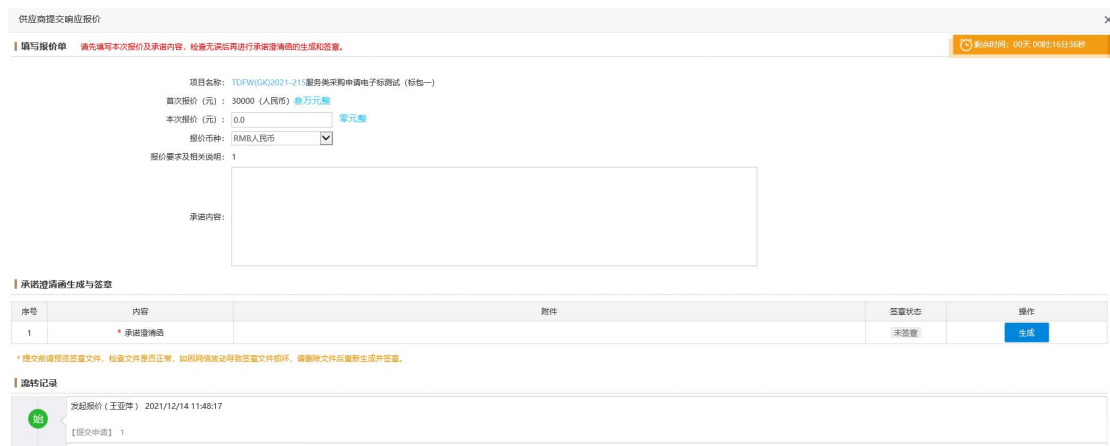 供应商提交响应报价
填写报价单 请先填写本次报价及承诺内容，检查无误后再进行承诺澄清函的生成和签章。
剩余时间：00天 00时:16分36秒
项目名称：TDFW(GK)2021-215服务类采购申请电子标测试（标包一）
首次报价（元）：30000（人民币）叁万元整
本次报价（元）：0.0 零元整
报价币种：RMB人民币
报价要求及相关说明：1
承诺内容：
承诺澄清函生成与签章
序号 内容 附件 签章状态 操作
1 * 承诺澄清函 未签章 生成
* 提交前请预览签章文件，检查文件是否正常，如因网络波动导致签章文件损坏，请删除文件后重新生成并签章。
流转记录
始 发起报价 ( 王亚萍 ) 2021/12/14 11:48:17
【提交申请】 1